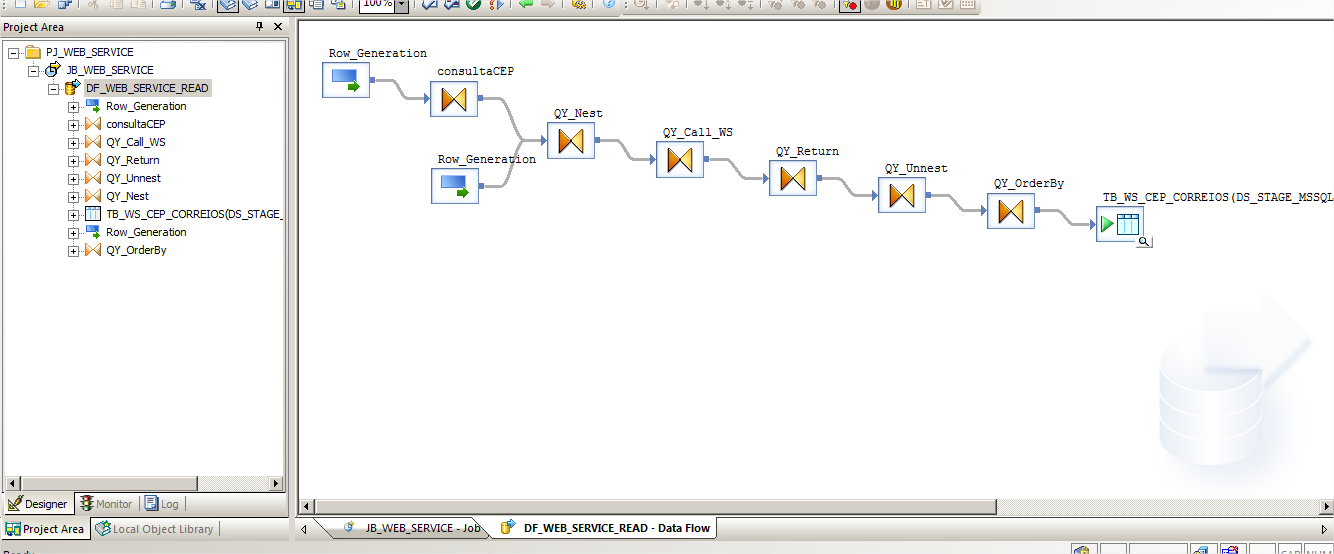 100%
Project Area
PJ_WEB_SERVICE
JB_WEB_SERVICE
DF_WEB_SERVICE_READ
Row_Generation
consultaCEP
QY_Call_WS
QY_Return
QY_Unnest
QY_Nest
TB_WS_CEP_CORREIOS(DS_STAGE_
Row_Generation
QY_OrderBy
Designer
Monitor
Log
Project Area
Local Object Library
Row_Generation
consultaCEP
QY_Nest
Row_Generation
QY_Call_WS
QY_Return
QY_Unnest
QY_OrderBy
TB_WS_CEP_CORREIOS(DS_STAGE_MSSQL
JB_WEB_SERVICE - Job
DF_WEB_SERVICE_READ - Data Flow